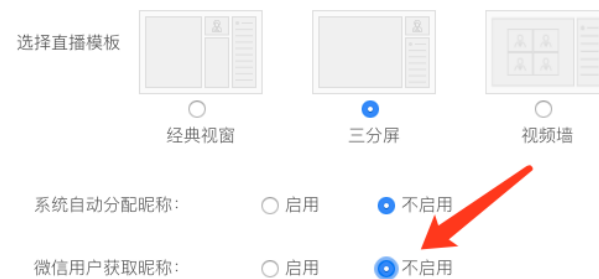 选择直播模板
经典视窗 三分屏 视频墙
系统自动分配昵称： 启用 不启用
微信用户获取昵称： 启用 不启用